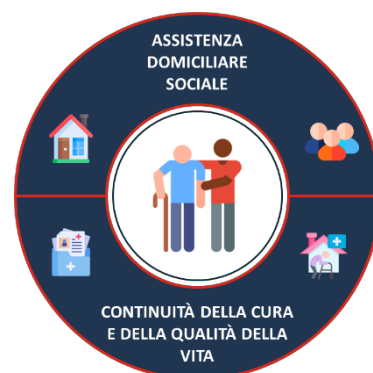 ASSISTENZA
DOMICILIARE
SOCIALE
CONTINUITÀ DELLA CURA
E DELLA QUALITÀ DELLA
VITA